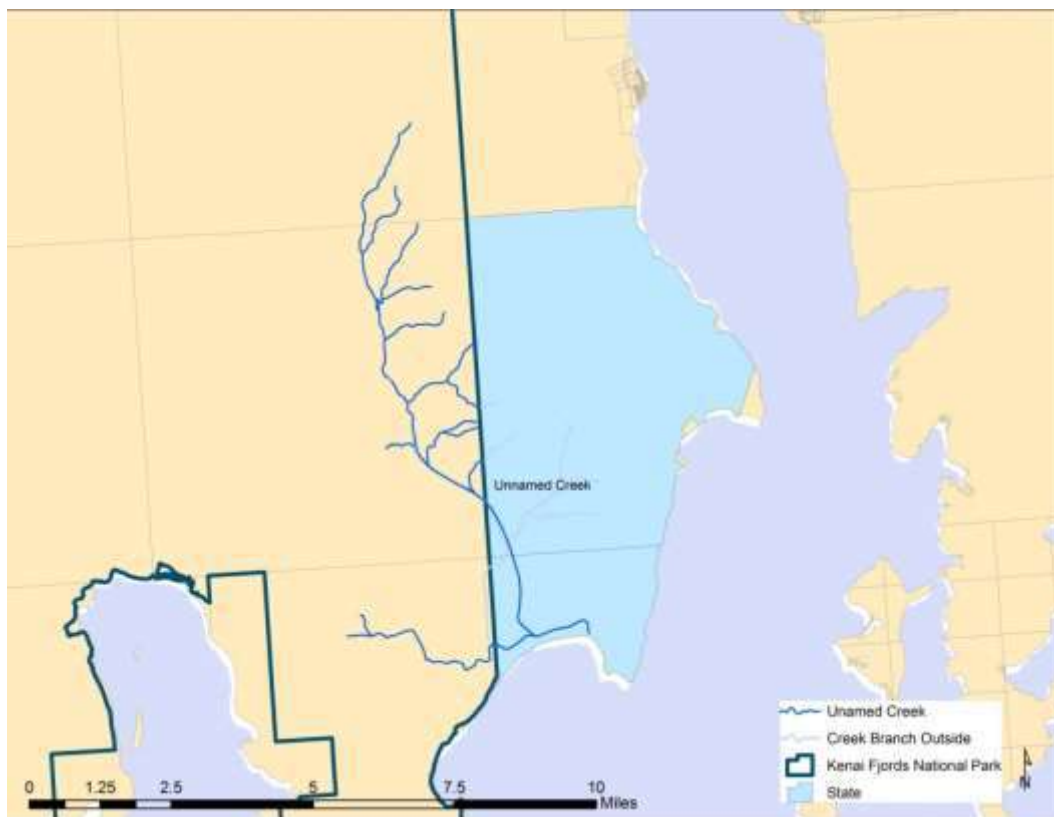 Unnamed Creek
Unamed Creek
Creek Branch Outside
Kenai Fjords National Park
State
N
0 1.25 2.5 5 7.5 10
Miles